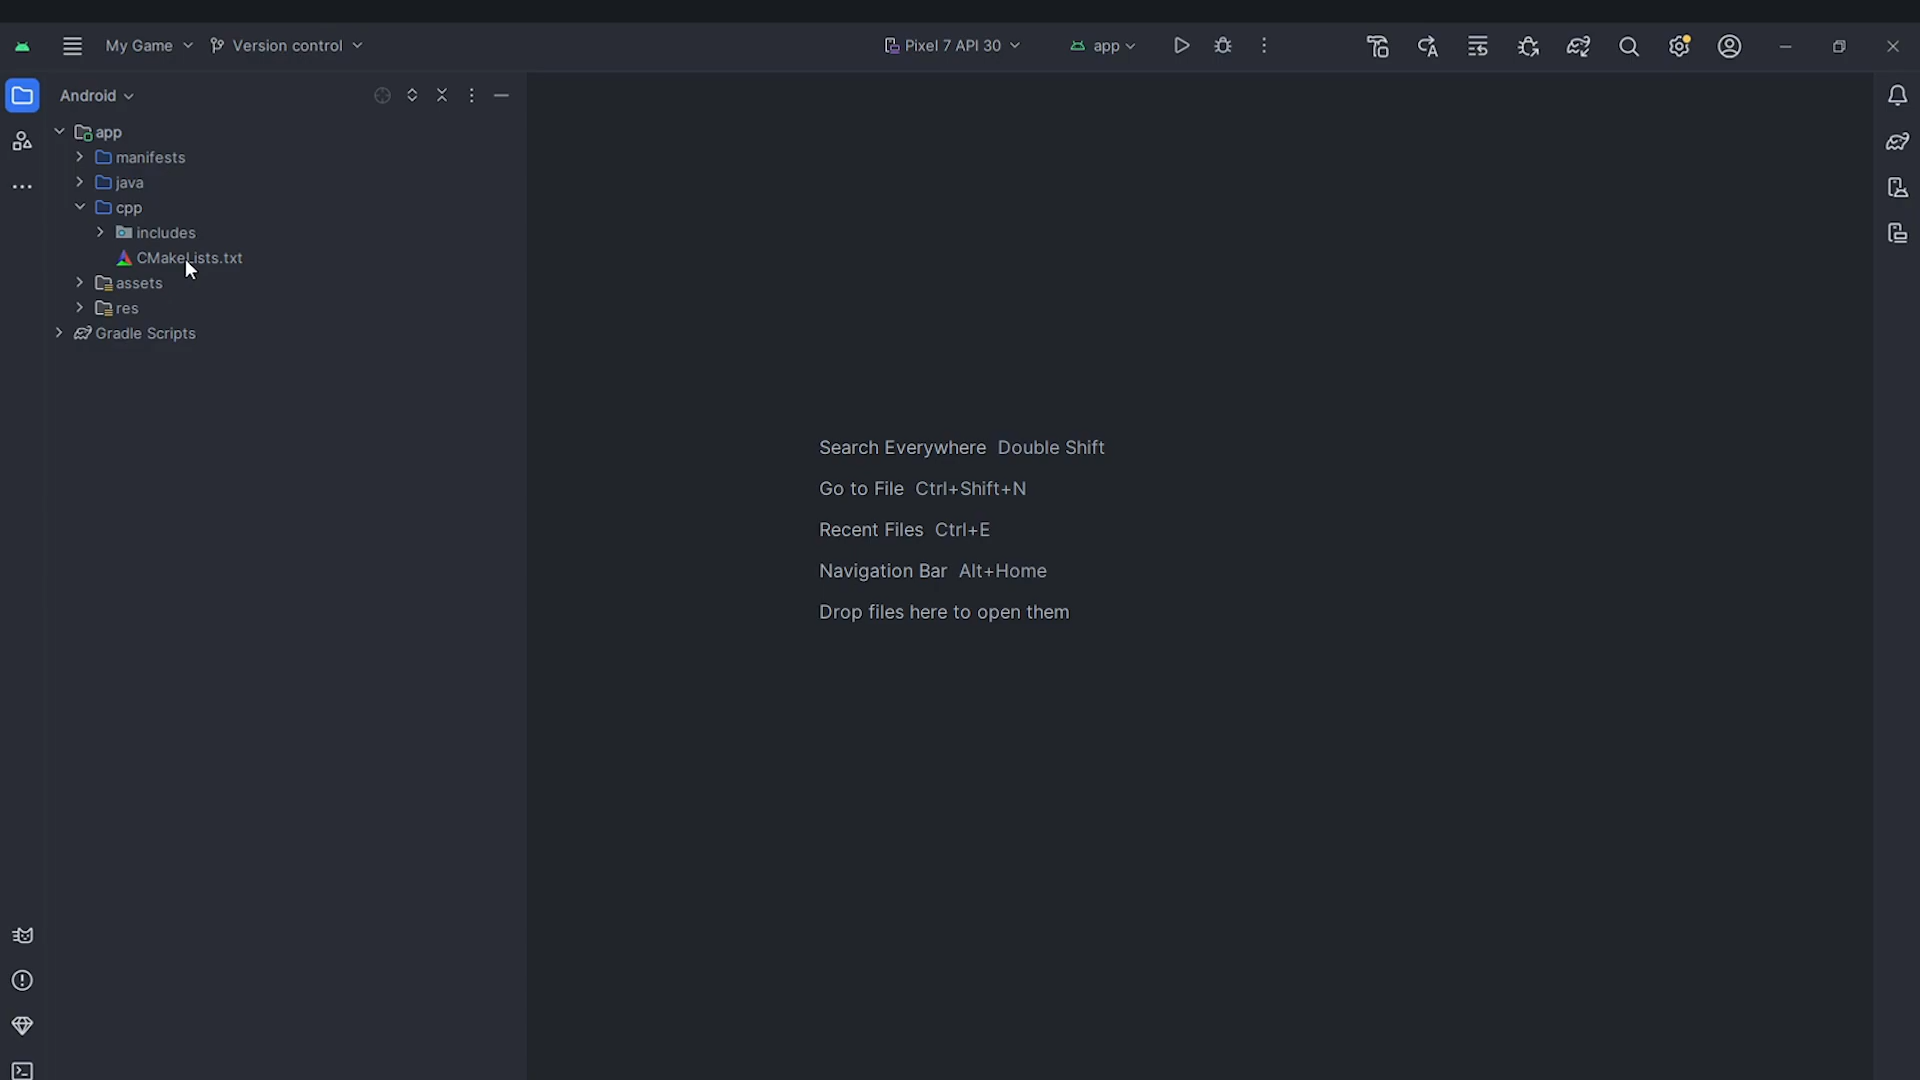 My Game
Version control
Pixel 7 API 30
app
Android
app
manifests
java
cpp
includes
CMakeLists.txt
assets
res
Gradle Scripts
Search Everywhere Double Shift
Go to File Ctrl+Shift+N
Recent Files Ctrl+E
Navigation Bar Alt+Home
Drop files here to open them